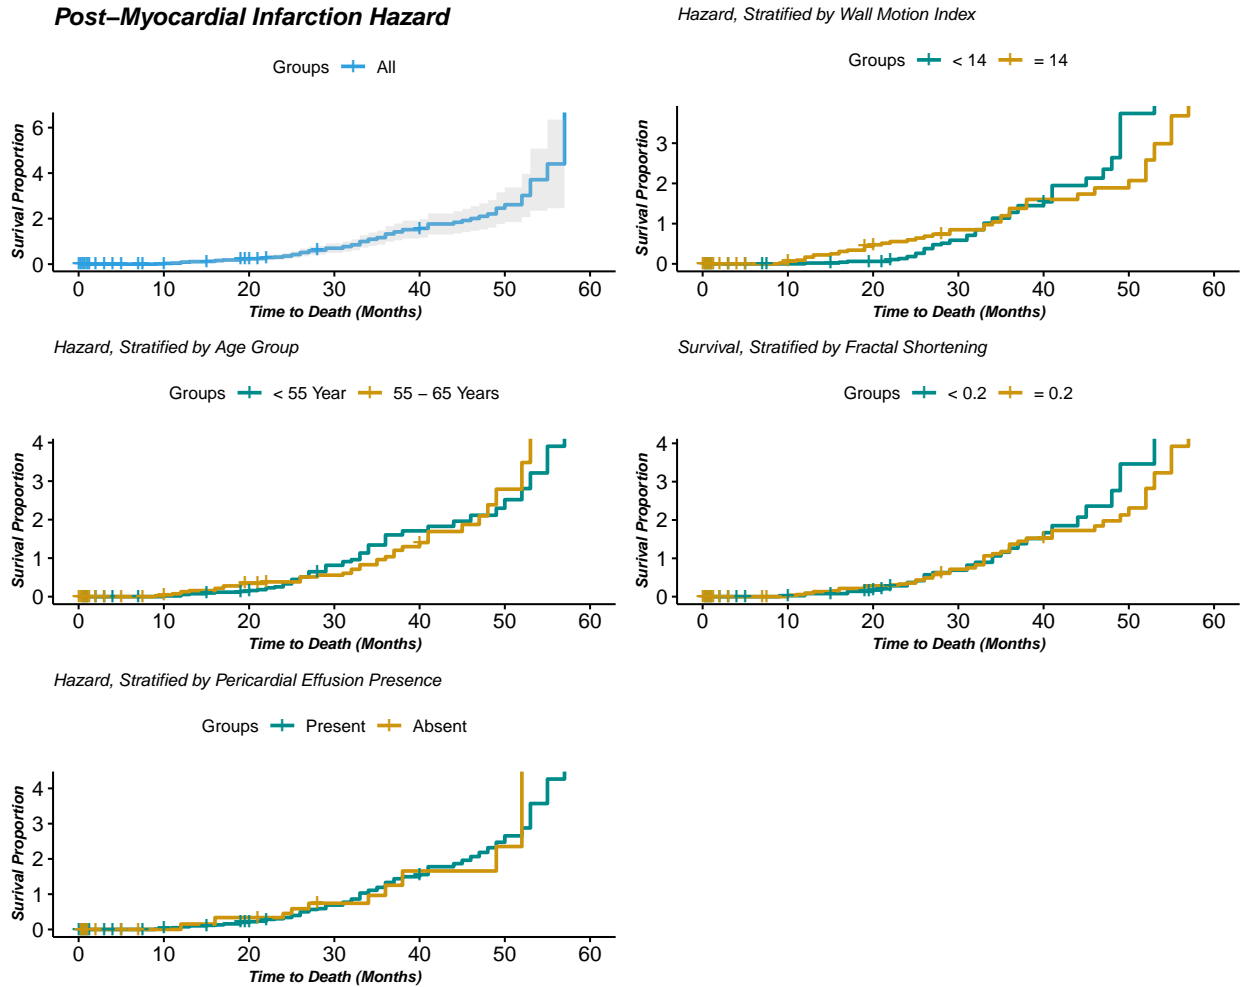 Post−Myocardial Infarction Hazard
Groups All
Surival Proportion
6
4
2
0
0 10 20 30 40 50 60
Time to Death (Months)
Hazard, Stratified by Wall Motion Index
Groups < 14 = 14
Surival Proportion
3
2
1
0
0 10 20 30 40 50 60
Time to Death (Months)
Hazard, Stratified by Age Group
Groups < 55 Year 55 − 65 Years
Surival Proportion
4
3
2
1
0
0 10 20 30 40 50 60
Time to Death (Months)
Survival, Stratified by Fractal Shortening
Groups < 0.2 = 0.2
Surival Proportion
4
3
2
1
0
0 10 20 30 40 50 60
Time to Death (Months)
Hazard, Stratified by Pericardial Effusion Presence
Groups Present Absent
Surival Proportion
4
3
2
1
0
0 10 20 30 40 50 60
Time to Death (Months)